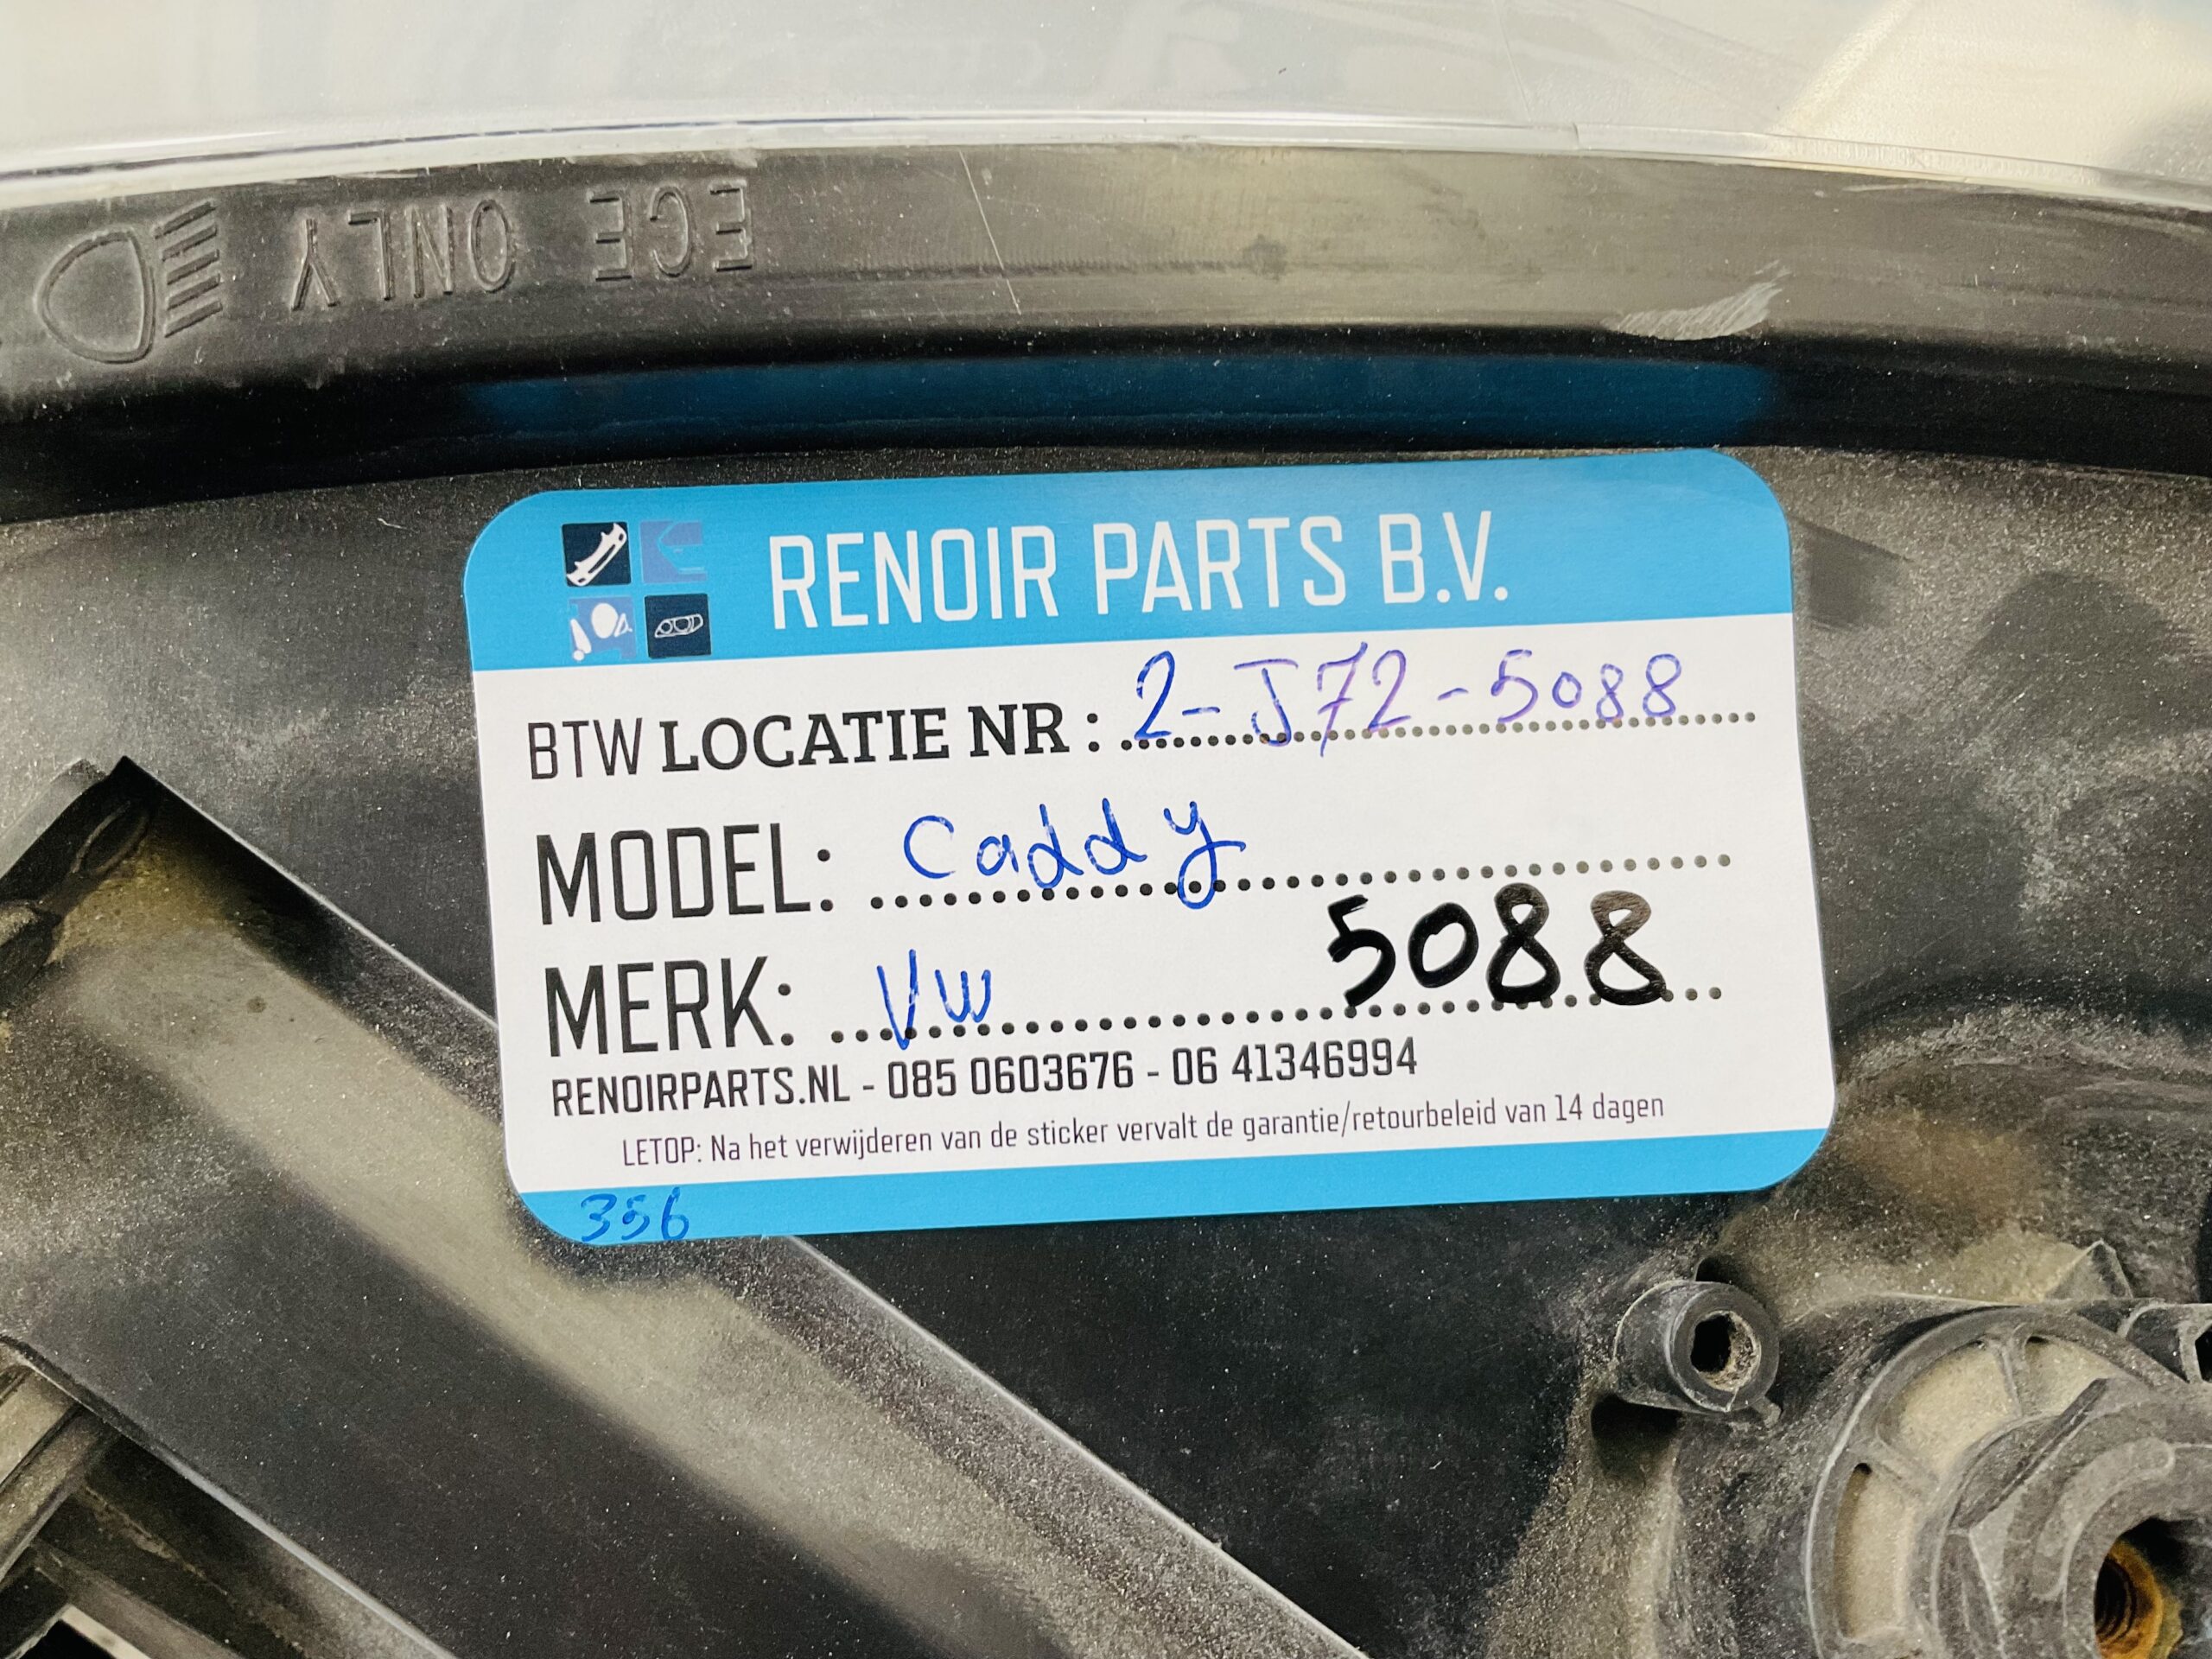 ECE ONLY
RENOIR PARTS B.V.
BTW LOCATIE NR : 2-J72-5088
MODEL: Caddy
MERK: VW 5088
RENOIRPARTS.NL - 085 0603676 - 06 41346994
LETOP: Na het verwijderen van de sticker vervalt de garantie/retourbeleid van 14 dagen
356